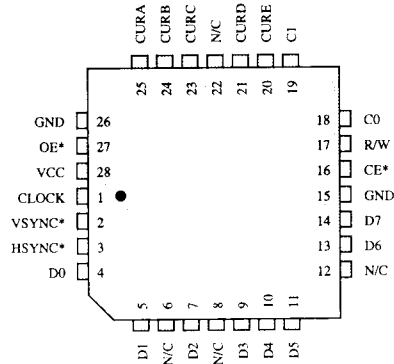 CURA CURB CURC N/C CURD CURE C1
25 24 23 22 21 20 19
GND 26
OE* 27
VCC 28
CLOCK 1
VSYNC* 2
HSYNC* 3
D0 4
18 C0
17 R/W
16 CE*
15 GND
14 D7
13 D6
12 N/C
5 6 7 8 9 10 11
D1 N/C D2 N/C D3 D4 D5